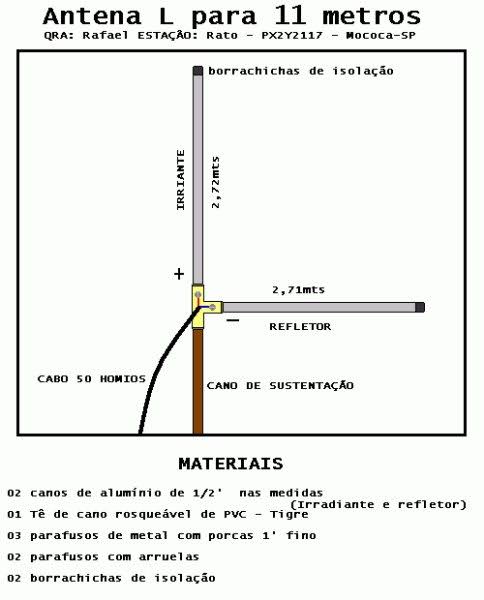 Antena L para 11 metros
QRA: Rafael ESTAÇÃO: Rato - PX2Y2117 - Mococa-SP
borrachichas de isolação
IRRIANTE
2,72mts
+
2,71mts
—
REFLETOR
CABO 50 HOMIOS
CANO DE SUSTENTAÇÃO
MATERIAIS
02 canos de alumínio de 1/2' nas medidas
(Irradiante e refletor)
01 Tê de cano rosqueável de PVC - Tigre
03 parafusos de metal com porcas 1' fino
02 parafusos com arruelas
02 borrachichas de isolação